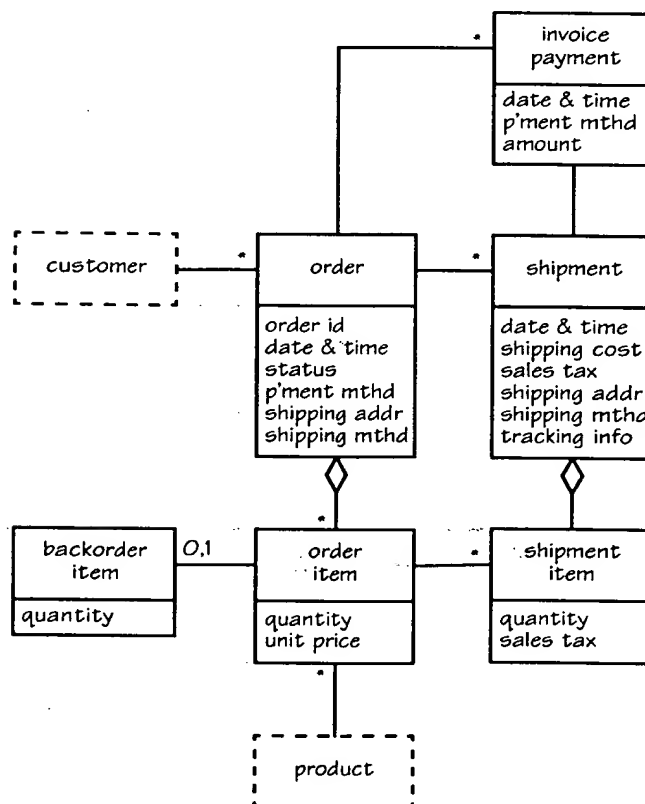 *
invoice
payment
date & time
p'ment mthd
amount
customer
*
order
*
shipment
order id
date & time
status
p'ment mthd
shipping addr
shipping mthd
date & time
shipping cost
sales tax
shipping addr
shipping mthd
tracking info
*
backorder
item
0,1
order
item
*
shipment
item
quantity
quantity
unit price
quantity
sales tax
*
product